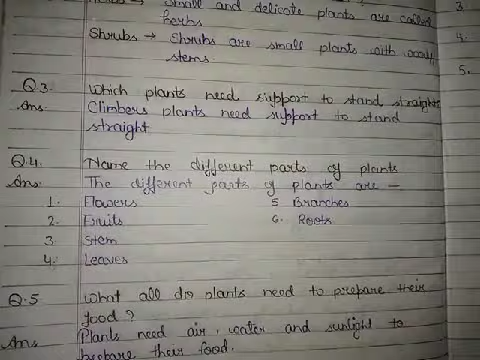 Herbs → Small and delicate plants are called
herbs
Shrubs → Shrubs are small plants with woody
stems.
Q.3 Which plants need support to stand straight
Ans Climbers plants need support to stand
straight
Q.4 Name the different parts of plants
Ans The different parts of plants are –
1. Flowers 5 Branches
2. Fruits 6. Roots
3. Stem
4. Leaves
Q.5 What all do plants need to prepare their
food?
Ans Plants need air, water and sunlight to
prepare their food.
3.
4.
5.